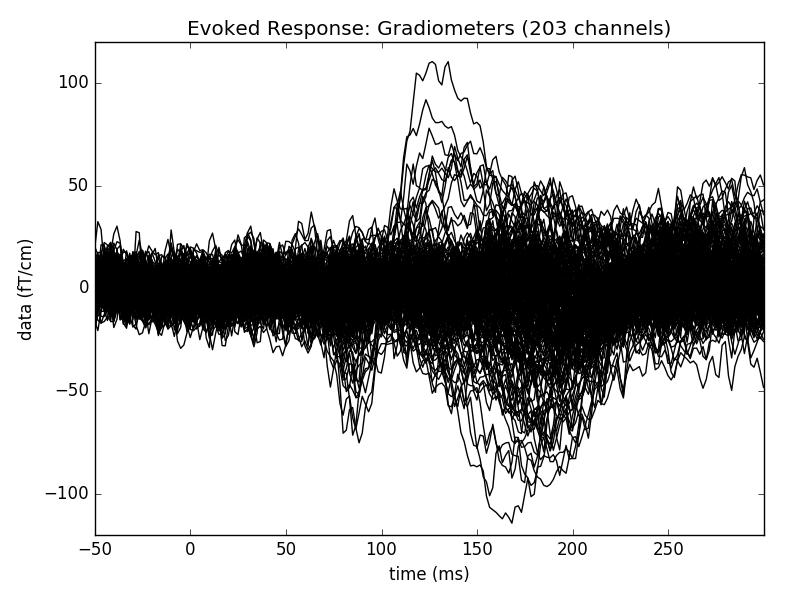 Evoked Response: Gradiometers (203 channels)
data (fT/cm)
100
50
0
−50
−100
−50 0 50 100 150 200 250
time (ms)